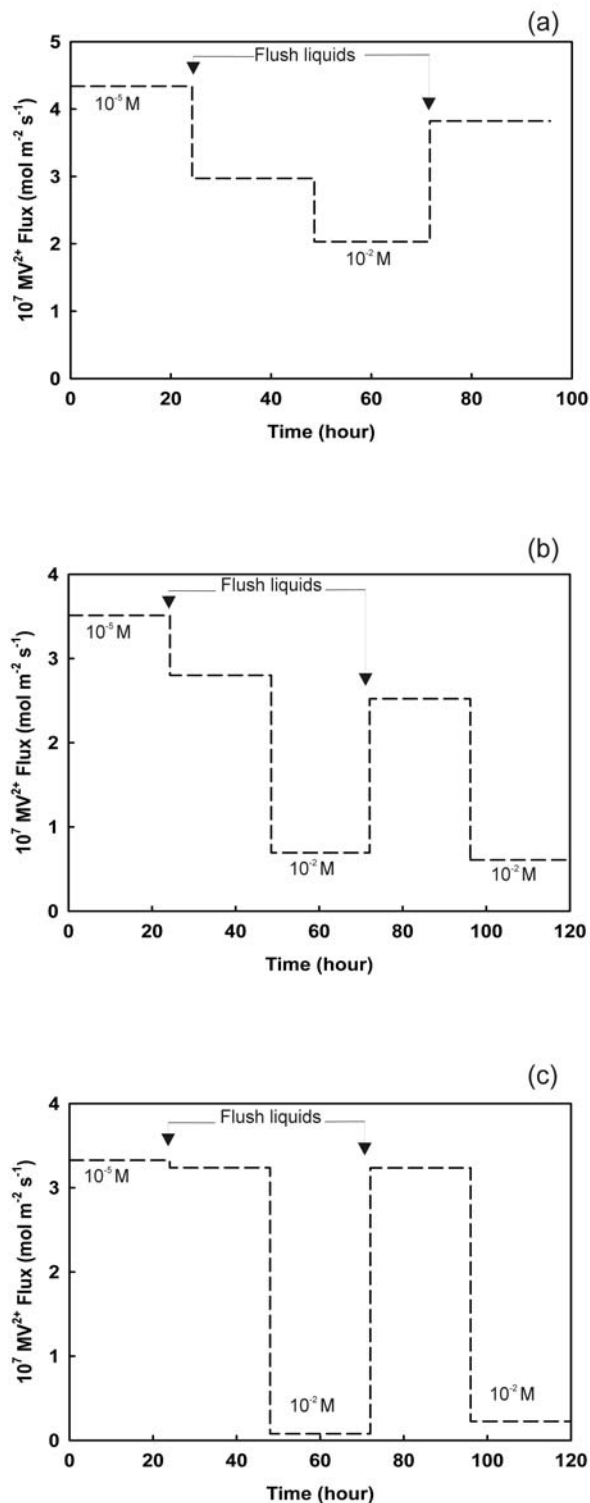 (a)
Flush liquids
10⁻⁵ M
10⁻² M
5
4
3
2
1
0
0 20 40 60 80 100
Time (hour)
10⁷ MV²⁺ Flux (mol m⁻² s⁻¹)
(b)
Flush liquids
10⁻⁵ M
10⁻² M
10⁻² M
4
3
2
1
0
0 20 40 60 80 100 120
Time (hour)
10⁷ MV²⁺ Flux (mol m⁻² s⁻¹)
(c)
Flush liquids
10⁻⁵ M
10⁻² M
10⁻² M
4
3
2
1
0
0 20 40 60 80 100 120
Time (hour)
10⁷ MV²⁺ Flux (mol m⁻² s⁻¹)